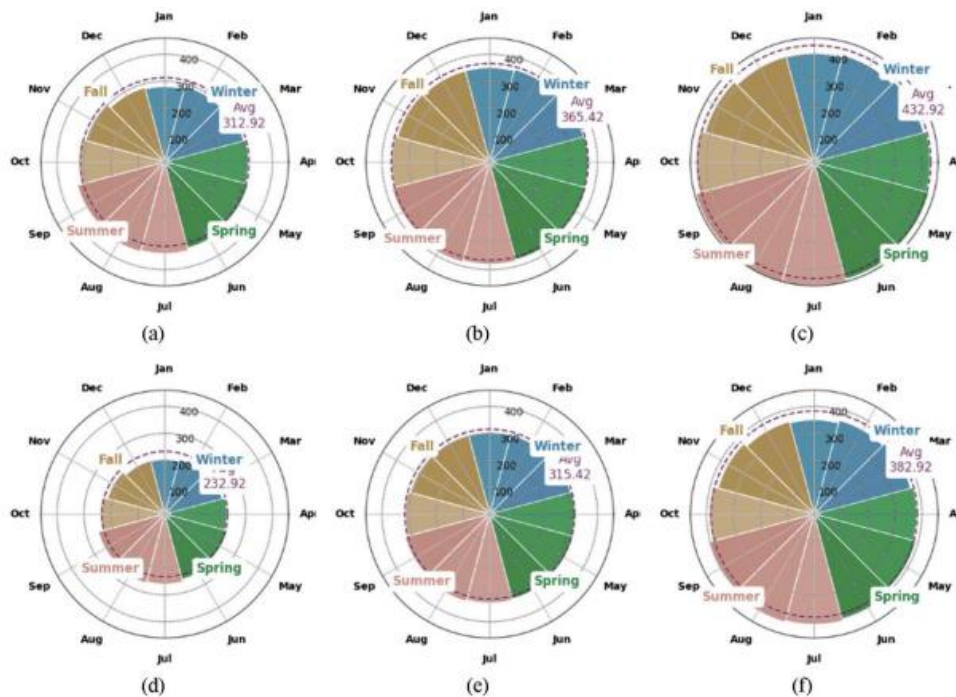 Jan
Jan
Jan
Dec
Feb
Dec
Feb
Dec
Feb
400
400
400
Nov
Fall
300
Winter
Mar
Nov
Fall
300
Winter
Mar
Nov
Fall
300
Winter
Avg
312.92
Avg
365.42
Avg
432.92
200
200
200
100
100
100
Oct
Ap
Oct
Apr
Oct
A
Sep
Summer
Spring
May
Sep
Summer
Spring
May
Sep
Summer
Spring
May
Aug
Jun
Aug
Jun
Aug
Jun
Jul
Jul
Jul
(a)
(b)
(c)
Jan
Jan
Jan
Dec
Feb
Dec
Feb
Dec
Feb
400
400
400
Nov
Fall
300
Winter
Mar
Nov
Fall
300
Winter
Mar
Nov
Fall
300
Winter
Mar
232.92
Avg
315.42
Avg
382.92
200
200
200
100
100
100
Oct
Ap
Oct
Apr
Oct
A
Sep
Summer
Spring
May
Sep
Summer
Spring
May
Sep
Summer
Spring
May
Aug
Jun
Aug
Jun
Aug
Jun
Jul
Jul
Jul
(d)
(e)
(f)